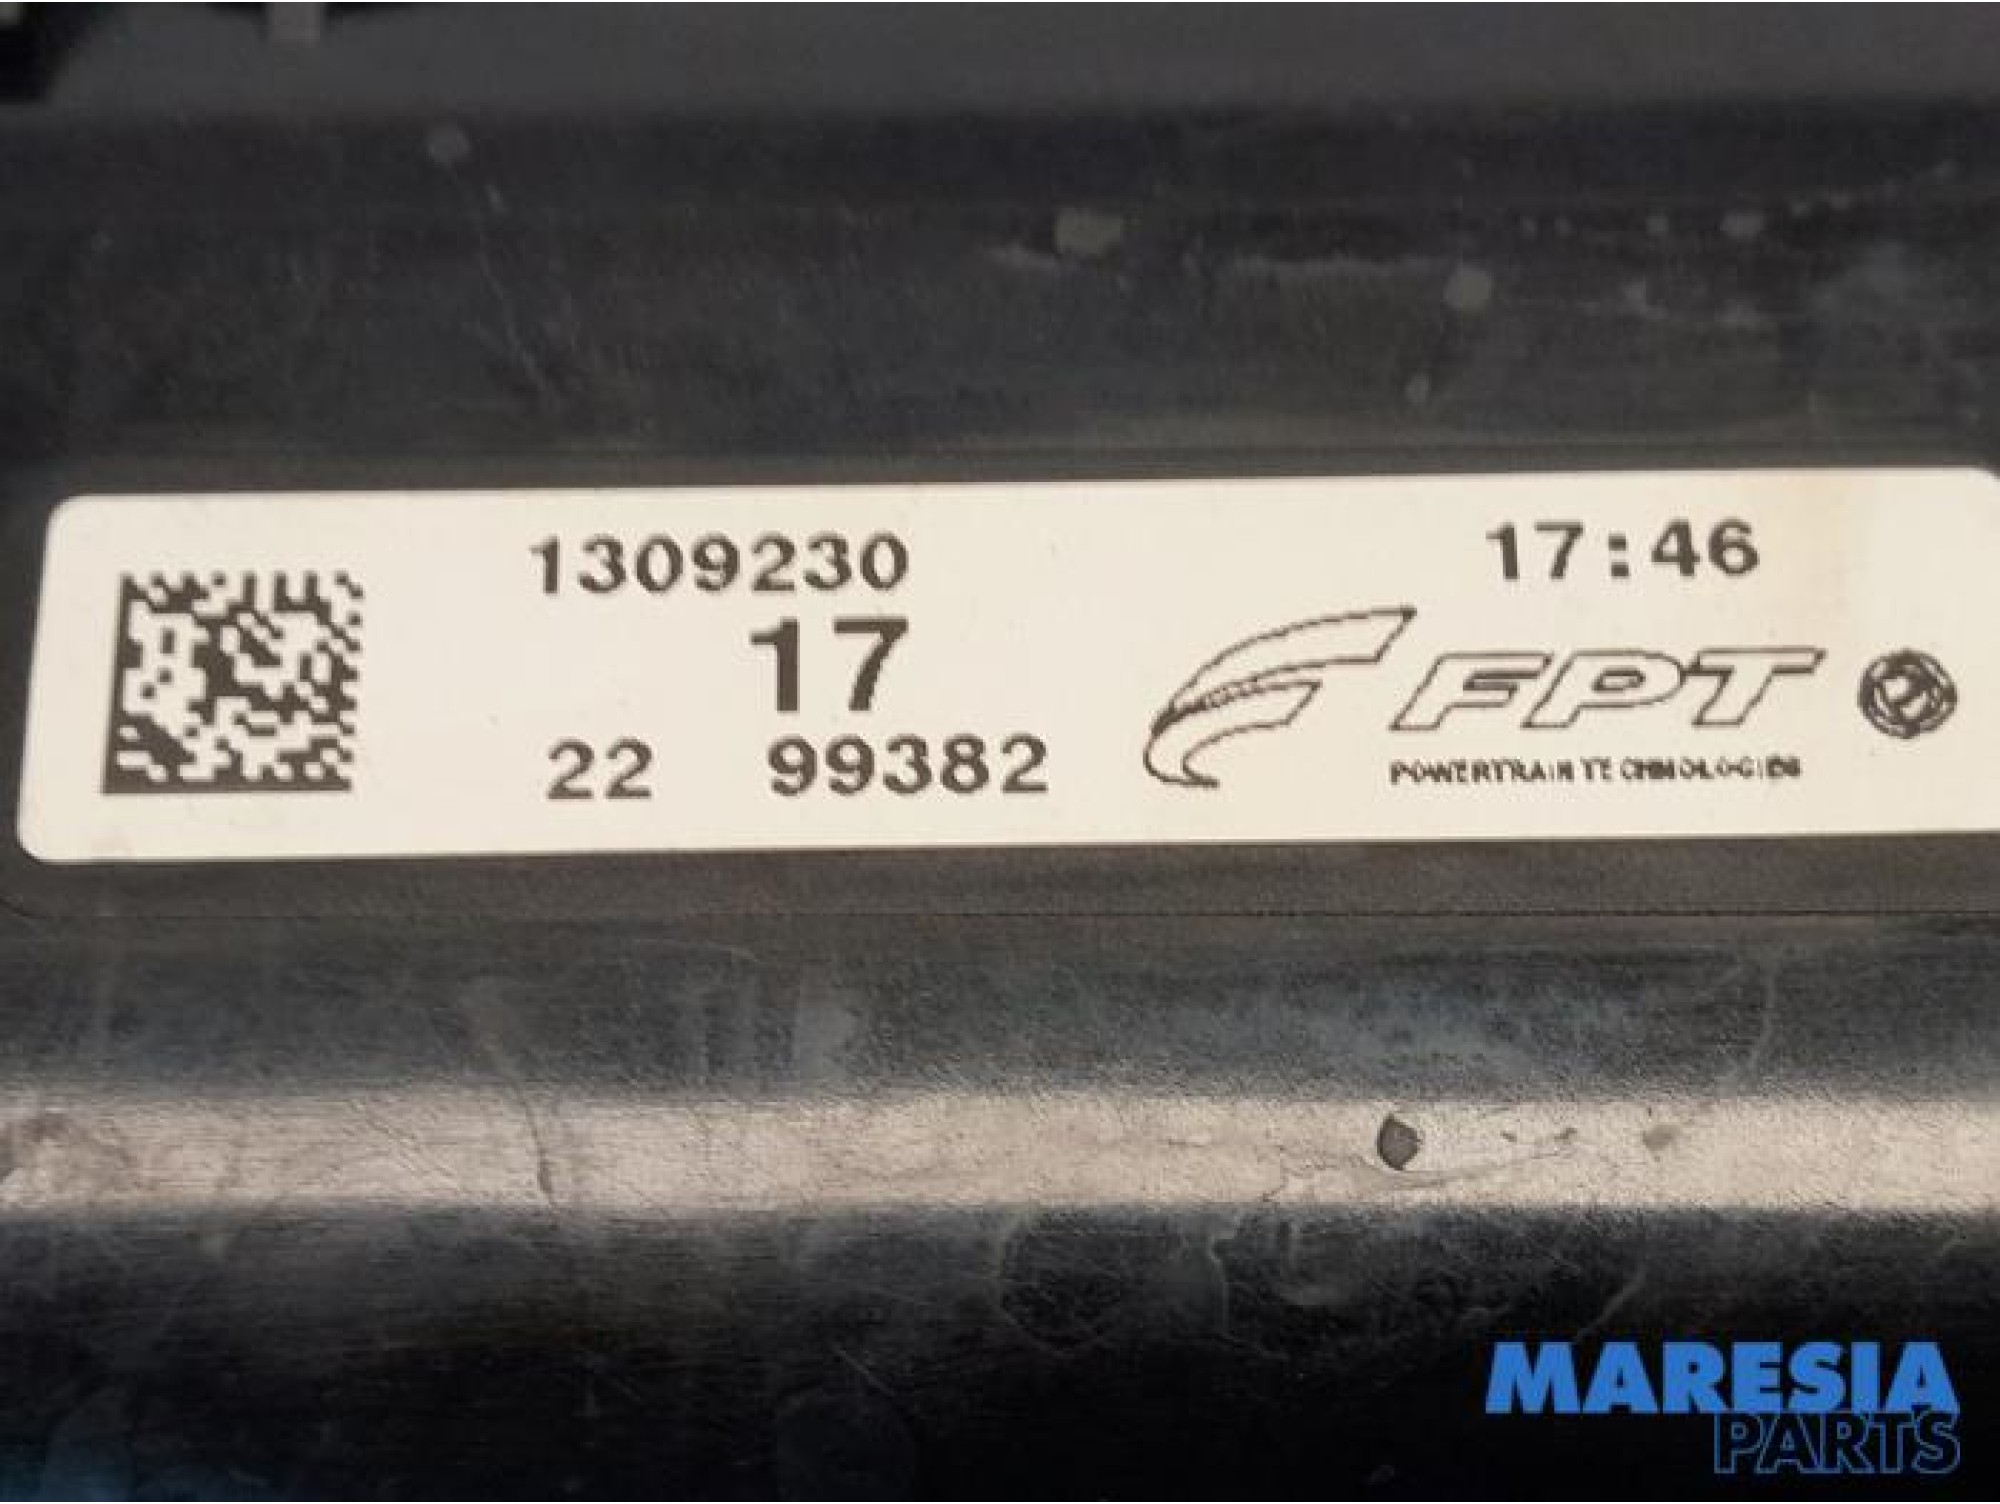 1309230
17:46
17
FPT
22 99382
POWERTRAIN TECHNOLOGIES
MARESIA
PARTS